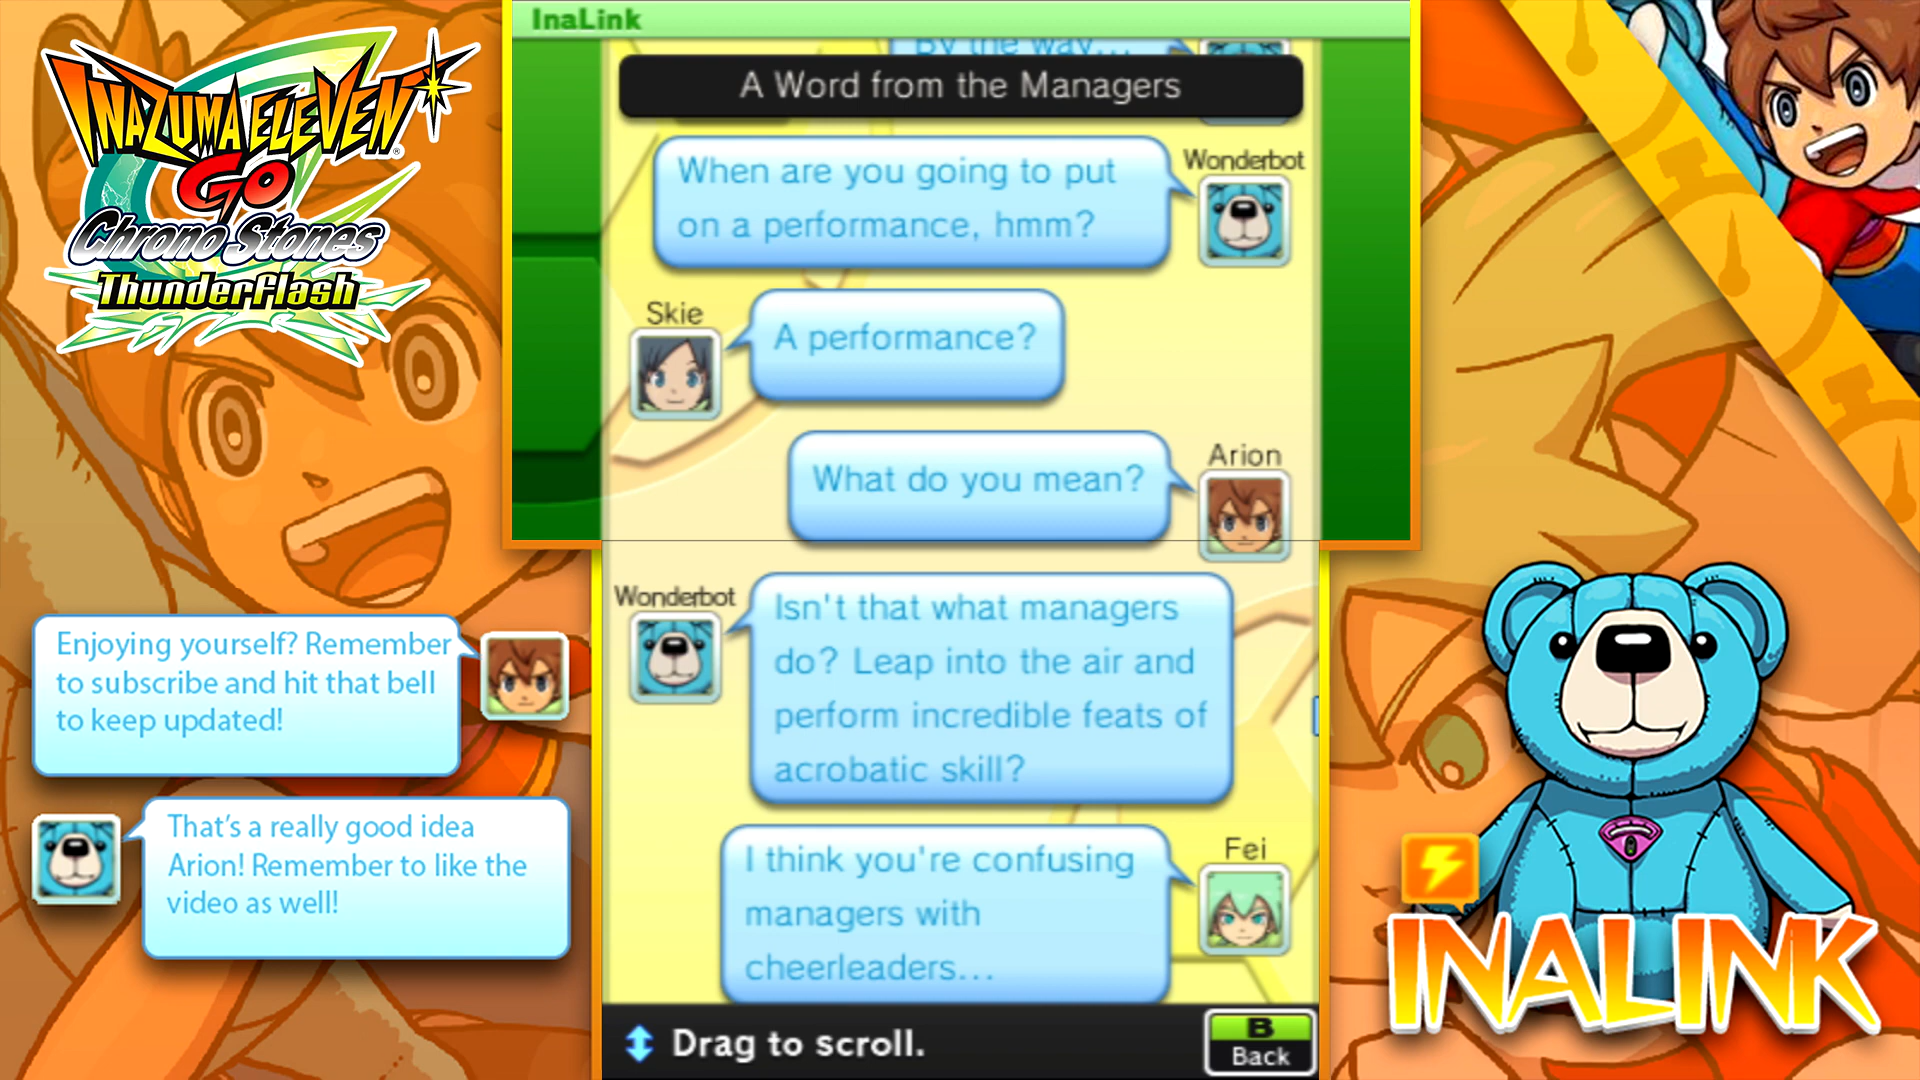 INAZUMA ELEVEN
GO
Chrono Stones
Thunderflash
InaLink
By the way...
A Word from the Managers
Wonderbot
When are you going to put
on a performance, hmm?
Skie
A performance?
Arion
What do you mean?
Wonderbot
Isn't that what managers
do? Leap into the air and
perform incredible feats of
acrobatic skill?
Fei
I think you're confusing
managers with
cheerleaders...
Drag to scroll.
B
Back
Enjoying yourself? Remember
to subscribe and hit that bell
to keep updated!
That's a really good idea
Arion! Remember to like the
video as well!
INALINK